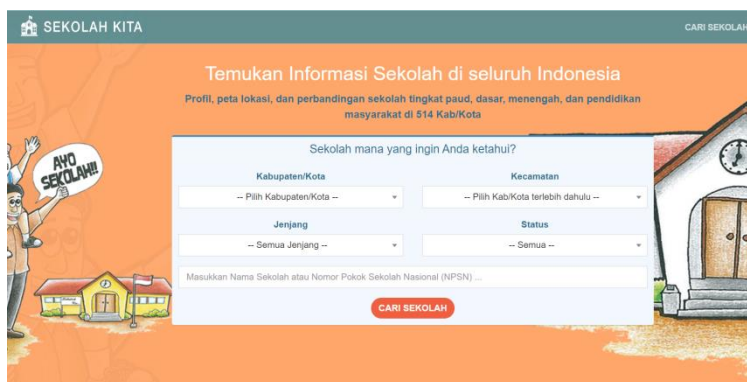 SEKOLAH KITA
CARI SEKOLAH
Temukan Informasi Sekolah di seluruh Indonesia
Profil, peta lokasi, dan perbandingan sekolah tingkat paud, dasar, menengah, dan pendidikan
masyarakat di 514 Kab/Kota
AYO
SEKOLAH!!
Sekolah mana yang ingin Anda ketahui?
Kabupaten/Kota
Kecamatan
-- Pilih Kabupaten/Kota --
-- Pilih Kab/Kota terlebih dahulu --
Jenjang
Status
-- Semua Jenjang --
-- Semua --
Masukkan Nama Sekolah atau Nomor Pokok Sekolah Nasional (NPSN) ...
CARI SEKOLAH